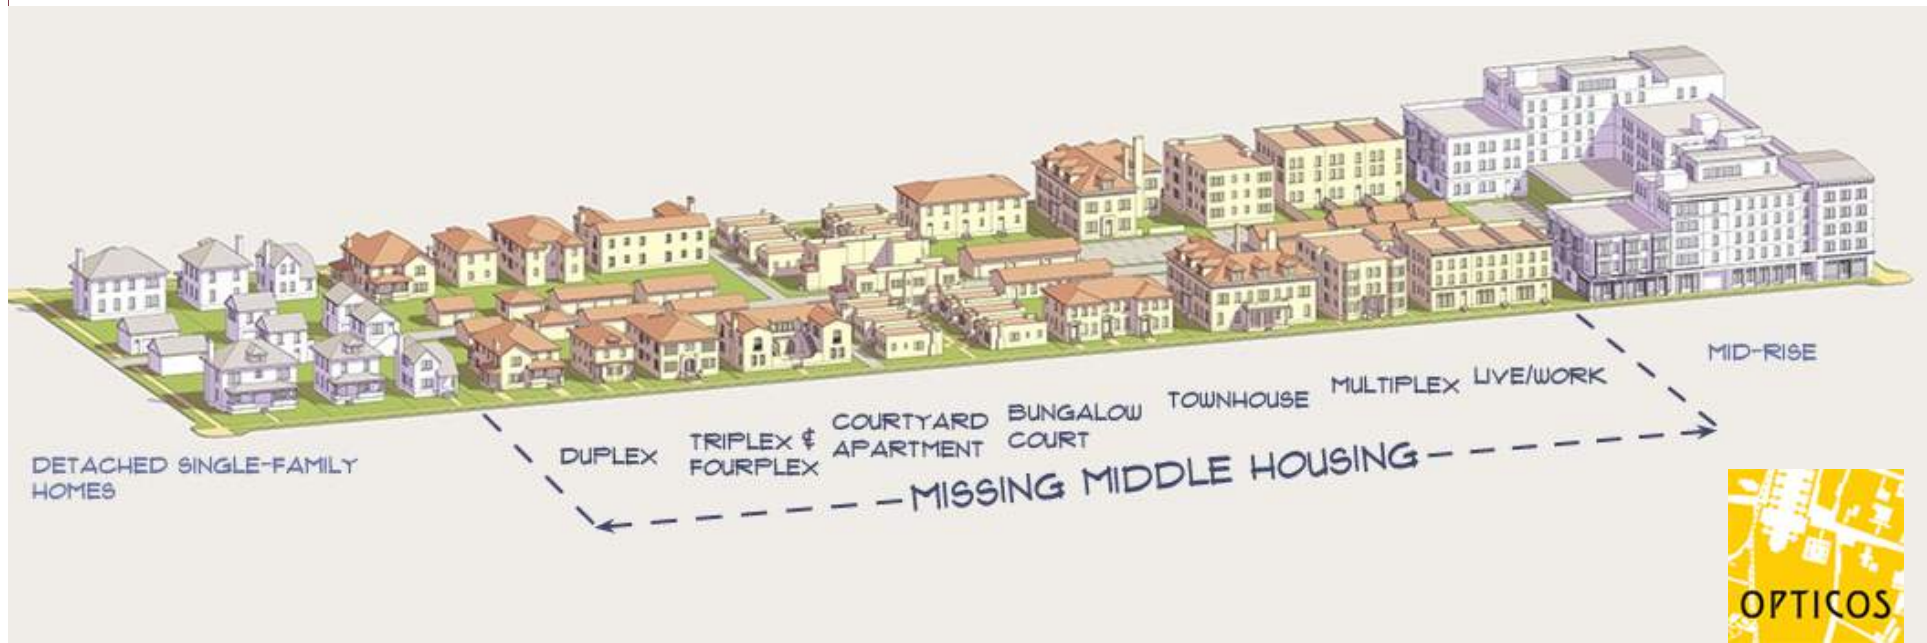 DETACHED SINGLE-FAMILY
HOMES
DUPLEX
TRIPLEX &
FOURPLEX
COURTYARD
APARTMENT
BUNGALOW
COURT
TOWNHOUSE
MULTIPLEX
LIVE/WORK
MID-RISE
MISSING MIDDLE HOUSING
OPTICOS